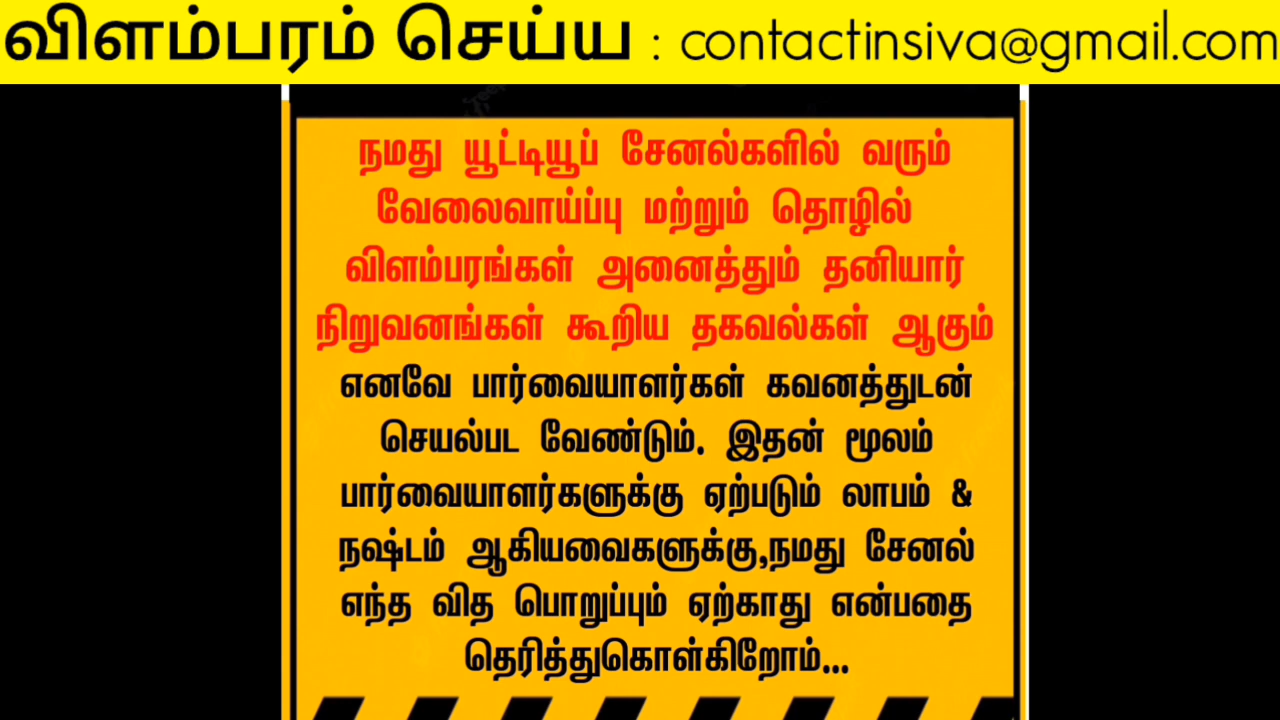 விளம்பரம் செய்ய : contactinsiva@gmail.com
நமது யூட்டியூப் சேனல்களில் வரும்
வேலைவாய்ப்பு மற்றும் தொழில்
விளம்பரங்கள் அனைத்தும் தனியார்
நிறுவனங்கள் கூறிய தகவல்கள் ஆகும்
எனவே பார்வையாளர்கள் கவனத்துடன்
செயல்பட வேண்டும். இதன் மூலம்
பார்வையாளர்களுக்கு ஏற்படும் லாபம் &
நஷ்டம் ஆகியவைகளுக்கு,நமது சேனல்
எந்த வித பொறுப்பும் ஏற்காது என்பதை
தெரித்துகொள்கிறோம்...